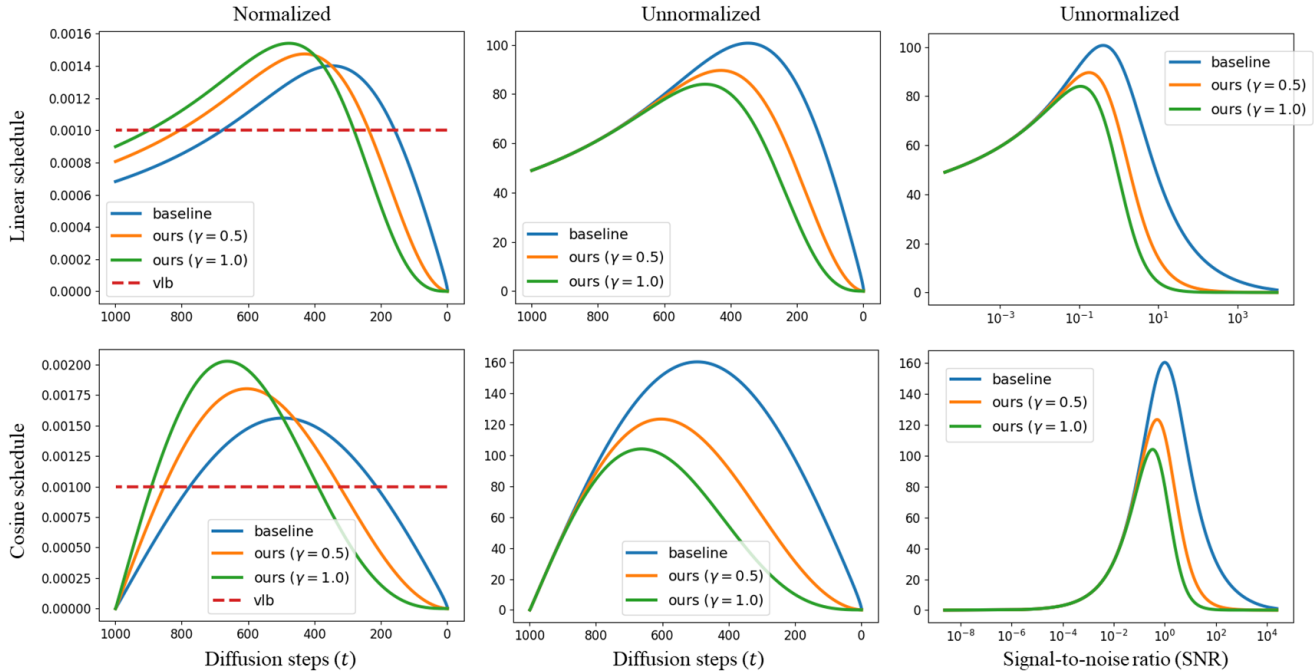 Normalized
Unnormalized
Unnormalized
Linear schedule
0.0016
0.0014
0.0012
0.0010
0.0008
0.0006
0.0004
0.0002
0.0000
baseline
ours (γ = 0.5)
ours (γ = 1.0)
vlb
1000 800 600 400 200 0
100
80
60
40
20
0
baseline
ours (γ = 0.5)
ours (γ = 1.0)
1000 800 600 400 200 0
100
80
60
40
20
0
baseline
ours (γ = 0.5)
ours (γ = 1.0)
10⁻³ 10⁻¹ 10¹ 10³
Cosine schedule
0.00200
0.00175
0.00150
0.00125
0.00100
0.00075
0.00050
0.00025
0.00000
baseline
ours (γ = 0.5)
ours (γ = 1.0)
vlb
1000 800 600 400 200 0
Diffusion steps (t)
160
140
120
100
80
60
40
20
0
baseline
ours (γ = 0.5)
ours (γ = 1.0)
1000 800 600 400 200 0
Diffusion steps (t)
160
140
120
100
80
60
40
20
0
baseline
ours (γ = 0.5)
ours (γ = 1.0)
10⁻⁸ 10⁻⁶ 10⁻⁴ 10⁻² 10⁰ 10² 10⁴
Signal-to-noise ratio (SNR)